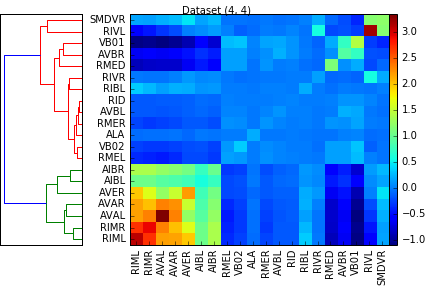 Dataset (4, 4)
SMDVR
RIVL
VB01
AVBR
RMED
RIVR
RIBL
RID
AVBL
RMER
ALA
VB02
RMEL
AIBR
AIBL
AVER
AVAR
AVAL
RIMR
RIML
3.0
2.5
2.0
1.5
1.0
0.5
0.0
−0.5
−1.0
RIML
RIMR
AVAL
AVAR
AVER
AIBL
AIBR
RMEL
VB02
ALA
RMER
AVBL
RID
RIBL
RIVR
RMED
AVBR
VB01
RIVL
SMDVR